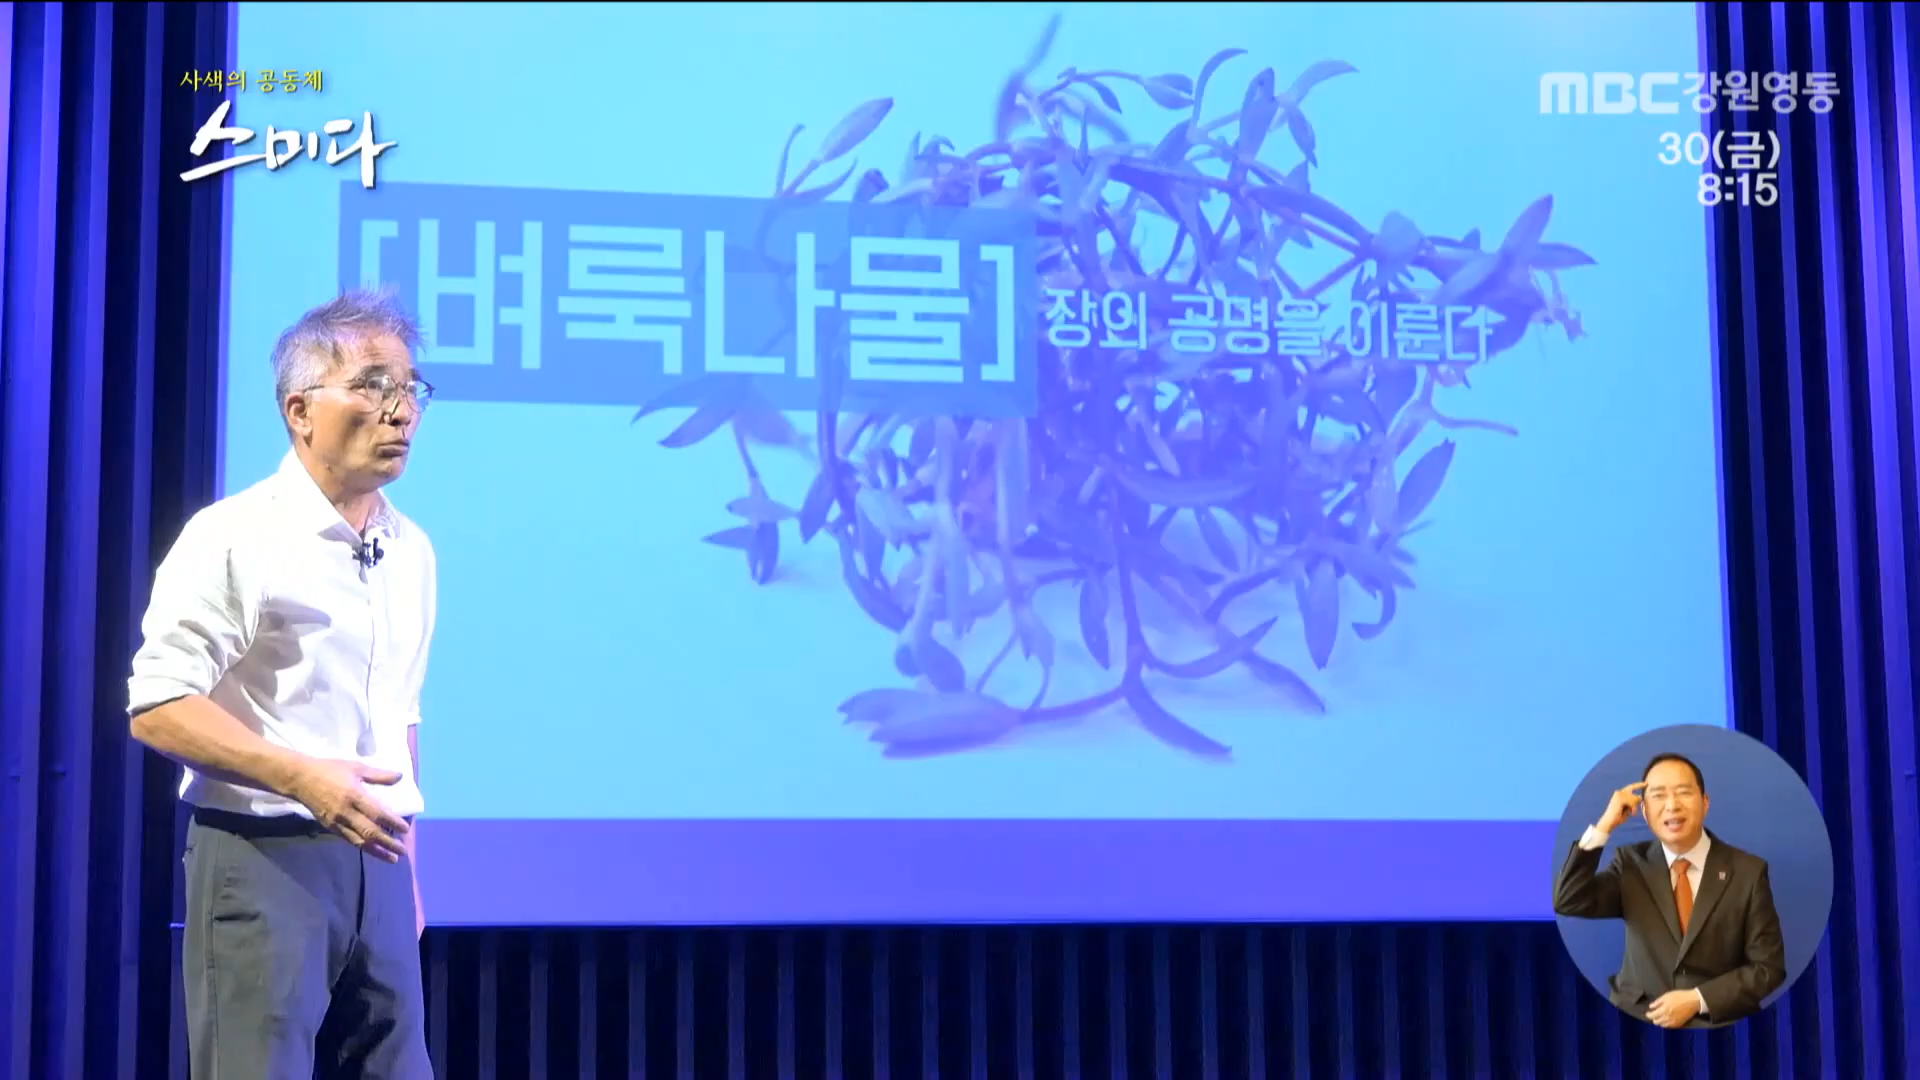 사색의 공동체
스미다
MBC강원영동
30(금)
8:15
[벼룩나물]
장의 공명을 이룬다